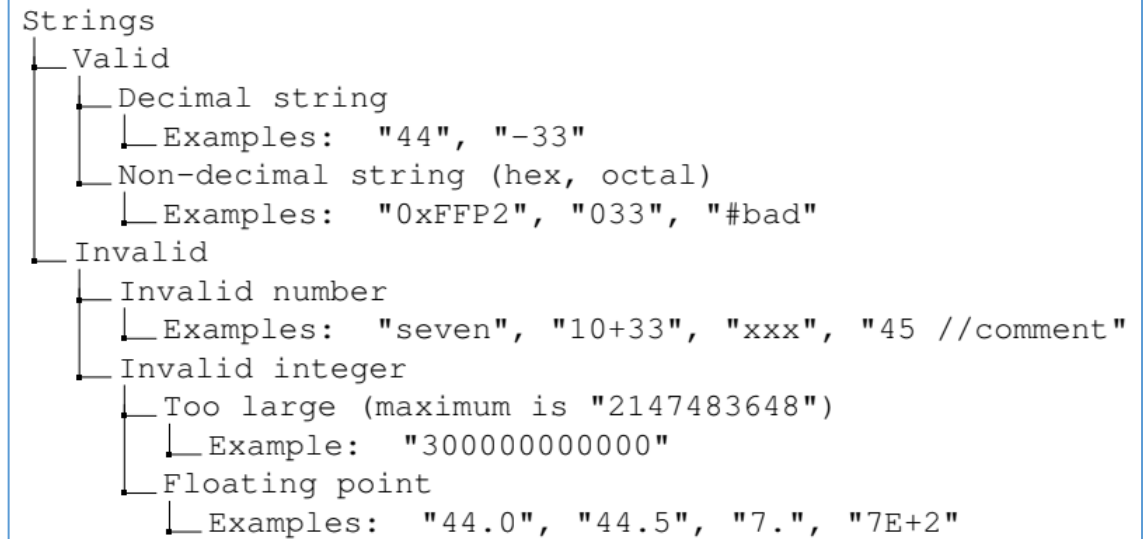 Strings
Valid
Decimal string
Examples: "44", "-33"
Non-decimal string (hex, octal)
Examples: "0xFFP2", "033", "#bad"
Invalid
Invalid number
Examples: "seven", "10+33", "xxx", "45 //comment"
Invalid integer
Too large (maximum is "2147483648")
Example: "300000000000"
Floating point
Examples: "44.0", "44.5", "7.", "7E+2"